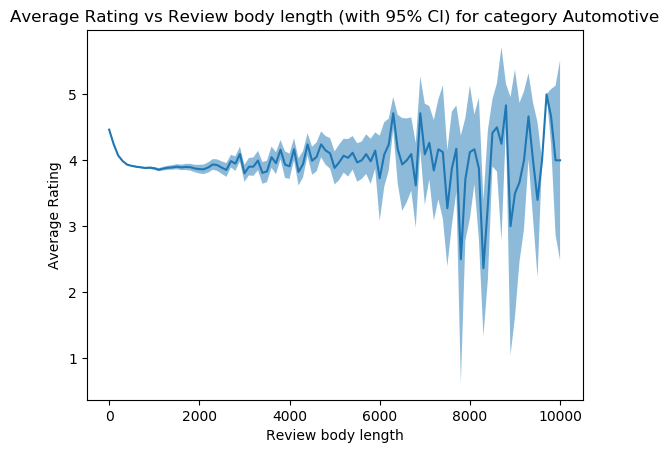 Average Rating vs Review body length (with 95% CI) for category Automotive
Average Rating
5
4
3
2
1
0 2000 4000 6000 8000 10000
Review body length